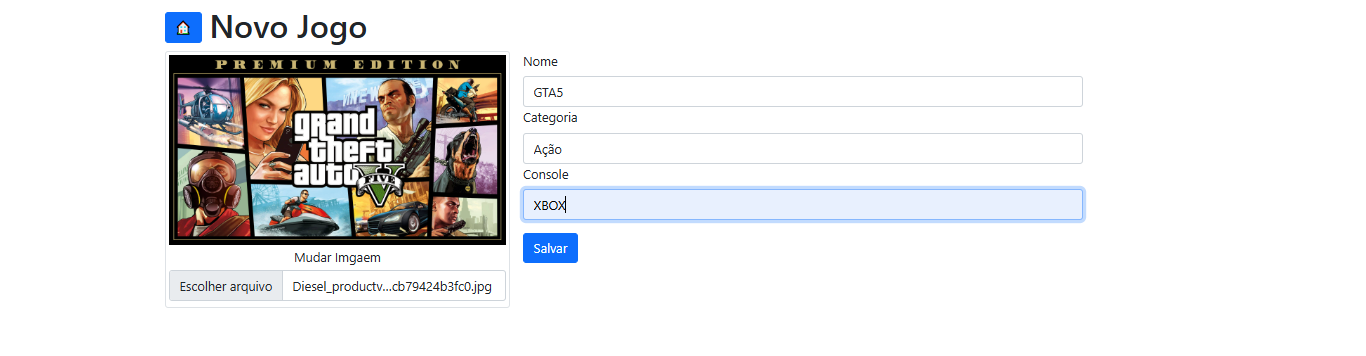 Novo Jogo
PREMIUM EDITION
grand
theft
auto V
FIVE
Mudar Imgaem
Escolher arquivo Diesel_productv...cb79424b3fc0.jpg
Nome
GTA5
Categoria
Ação
Console
XBOX
Salvar